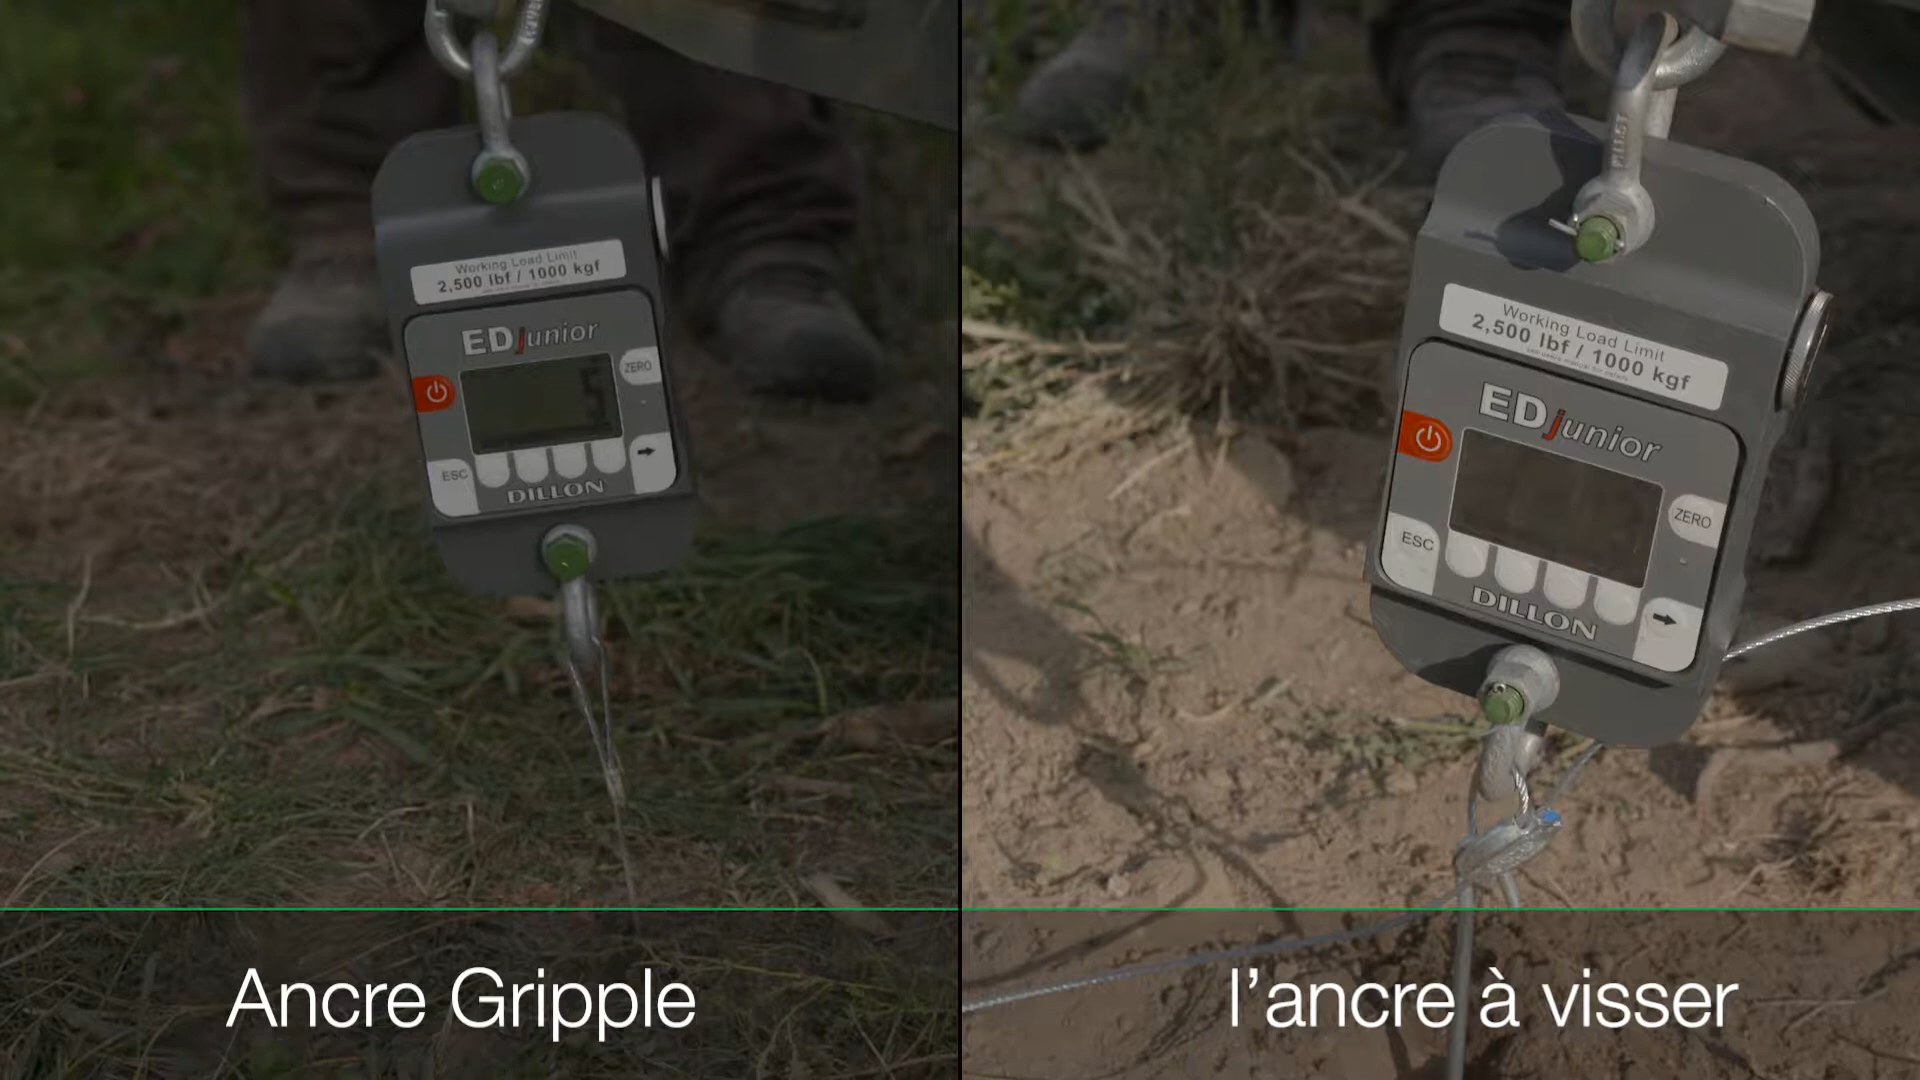 Working Load Limit
2,500 lbf / 1000 kgf
EDjunior
ZERO
5
ESC
DILLON
Working Load Limit
2,500 lbf / 1000 kgf
EDjunior
ZERO
ESC
DILLON
Ancre Gripple
l’ancre à visser